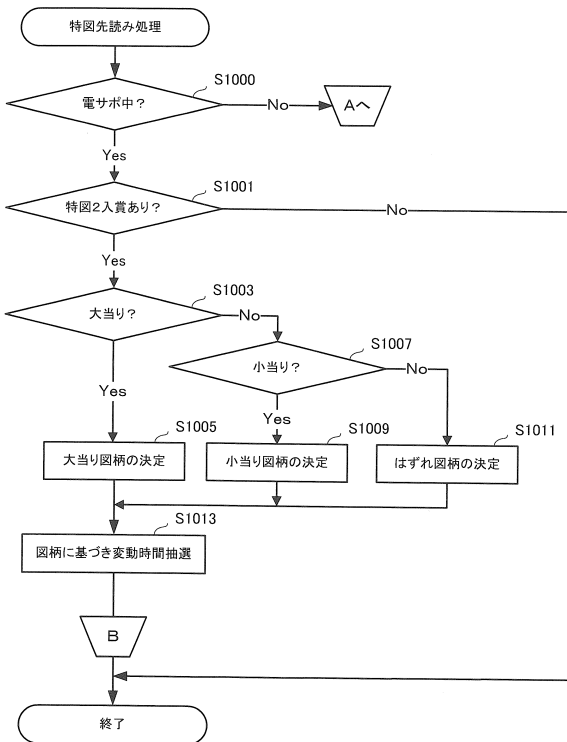 特図先読み処理
S1000
電サポ中？
No
Aへ
Yes
S1001
特図２入賞あり？
No
Yes
S1003
大当り？
No
S1007
小当り？
No
Yes
Yes
S1005
大当り図柄の決定
S1009
小当り図柄の決定
S1011
はずれ図柄の決定
S1013
図柄に基づき変動時間抽選
B
終了